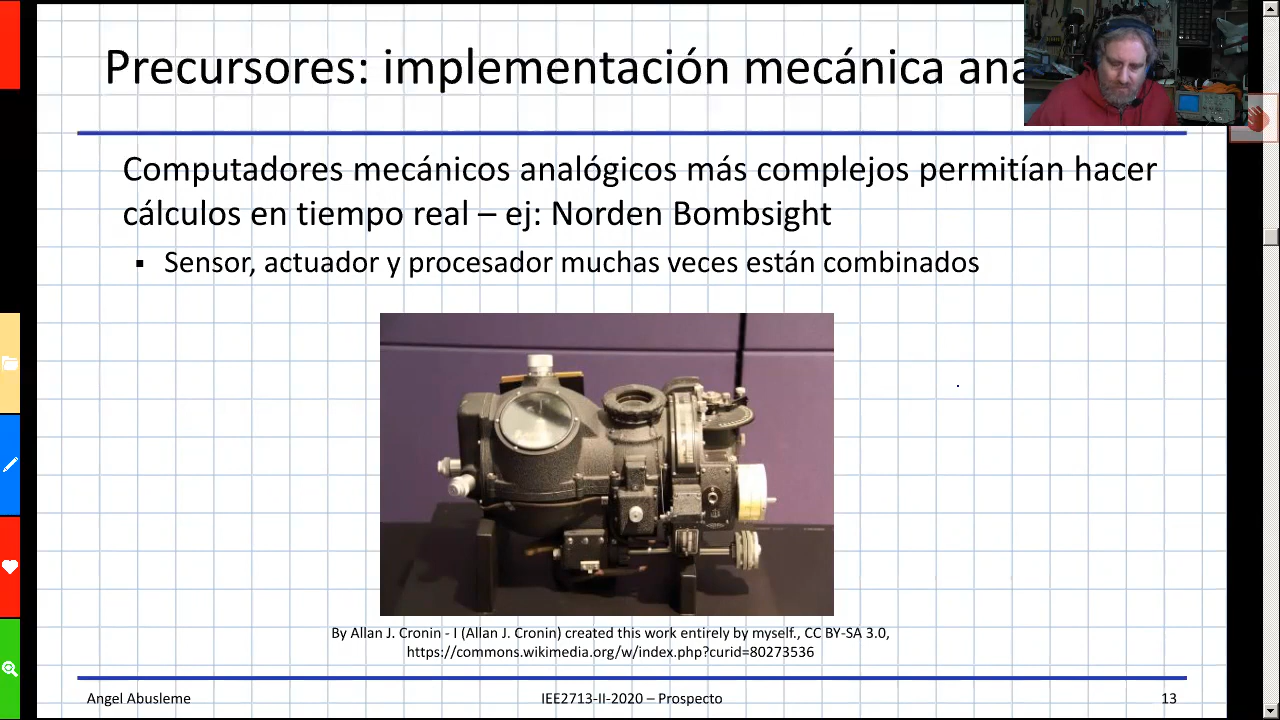 Precursores: implementación mecánica
Computadores mecánicos analógicos más complejos permitían hacer
cálculos en tiempo real – ej: Norden Bombsight
▪ Sensor, actuador y procesador muchas veces están combinados
By Allan J. Cronin - I (Allan J. Cronin) created this work entirely by myself., CC BY-SA 3.0,
https://commons.wikimedia.org/w/index.php?curid=80273536
Angel Abusleme
IEE2713-II-2020 – Prospecto
13